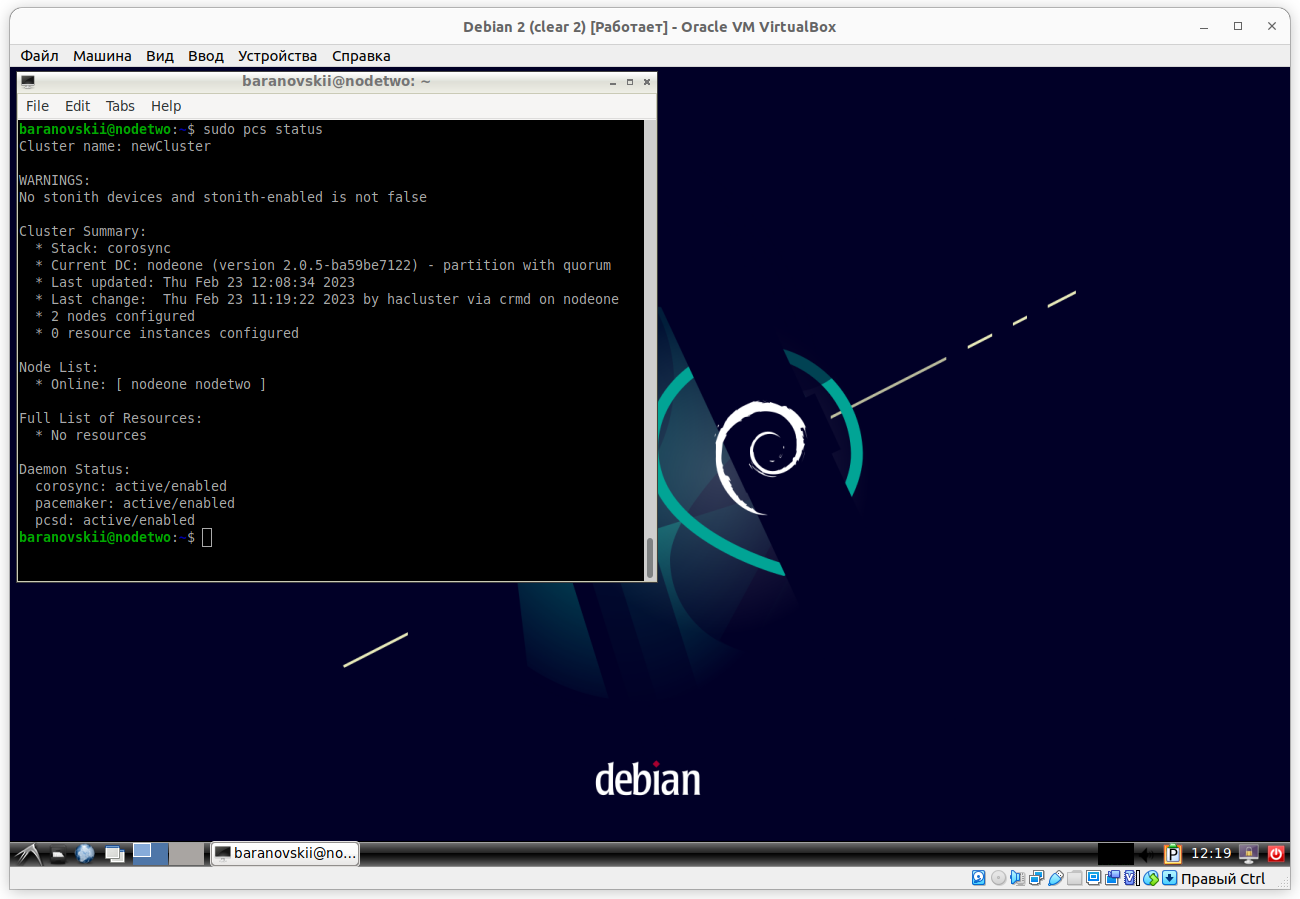 Debian 2 (clear 2) [Работает] - Oracle VM VirtualBox
Файл Машина Вид Ввод Устройства Справка
baranovskii@nodetwo: ~
File Edit Tabs Help
baranovskii@nodetwo:~$ sudo pcs status
Cluster name: newCluster
WARNINGS:
No stonith devices and stonith-enabled is not false
Cluster Summary:
* Stack: corosync
* Current DC: nodeone (version 2.0.5-ba59be7122) - partition with quorum
* Last updated: Thu Feb 23 12:08:34 2023
* Last change:  Thu Feb 23 11:19:22 2023 by hacluster via crmd on nodeone
* 2 nodes configured
* 0 resource instances configured
Node List:
* Online: [ nodeone nodetwo ]
Full List of Resources:
* No resources
Daemon Status:
corosync: active/enabled
pacemaker: active/enabled
pcsd: active/enabled
baranovskii@nodetwo:~$
debian
baranovskii@no...
P
12:19
Правый Ctrl